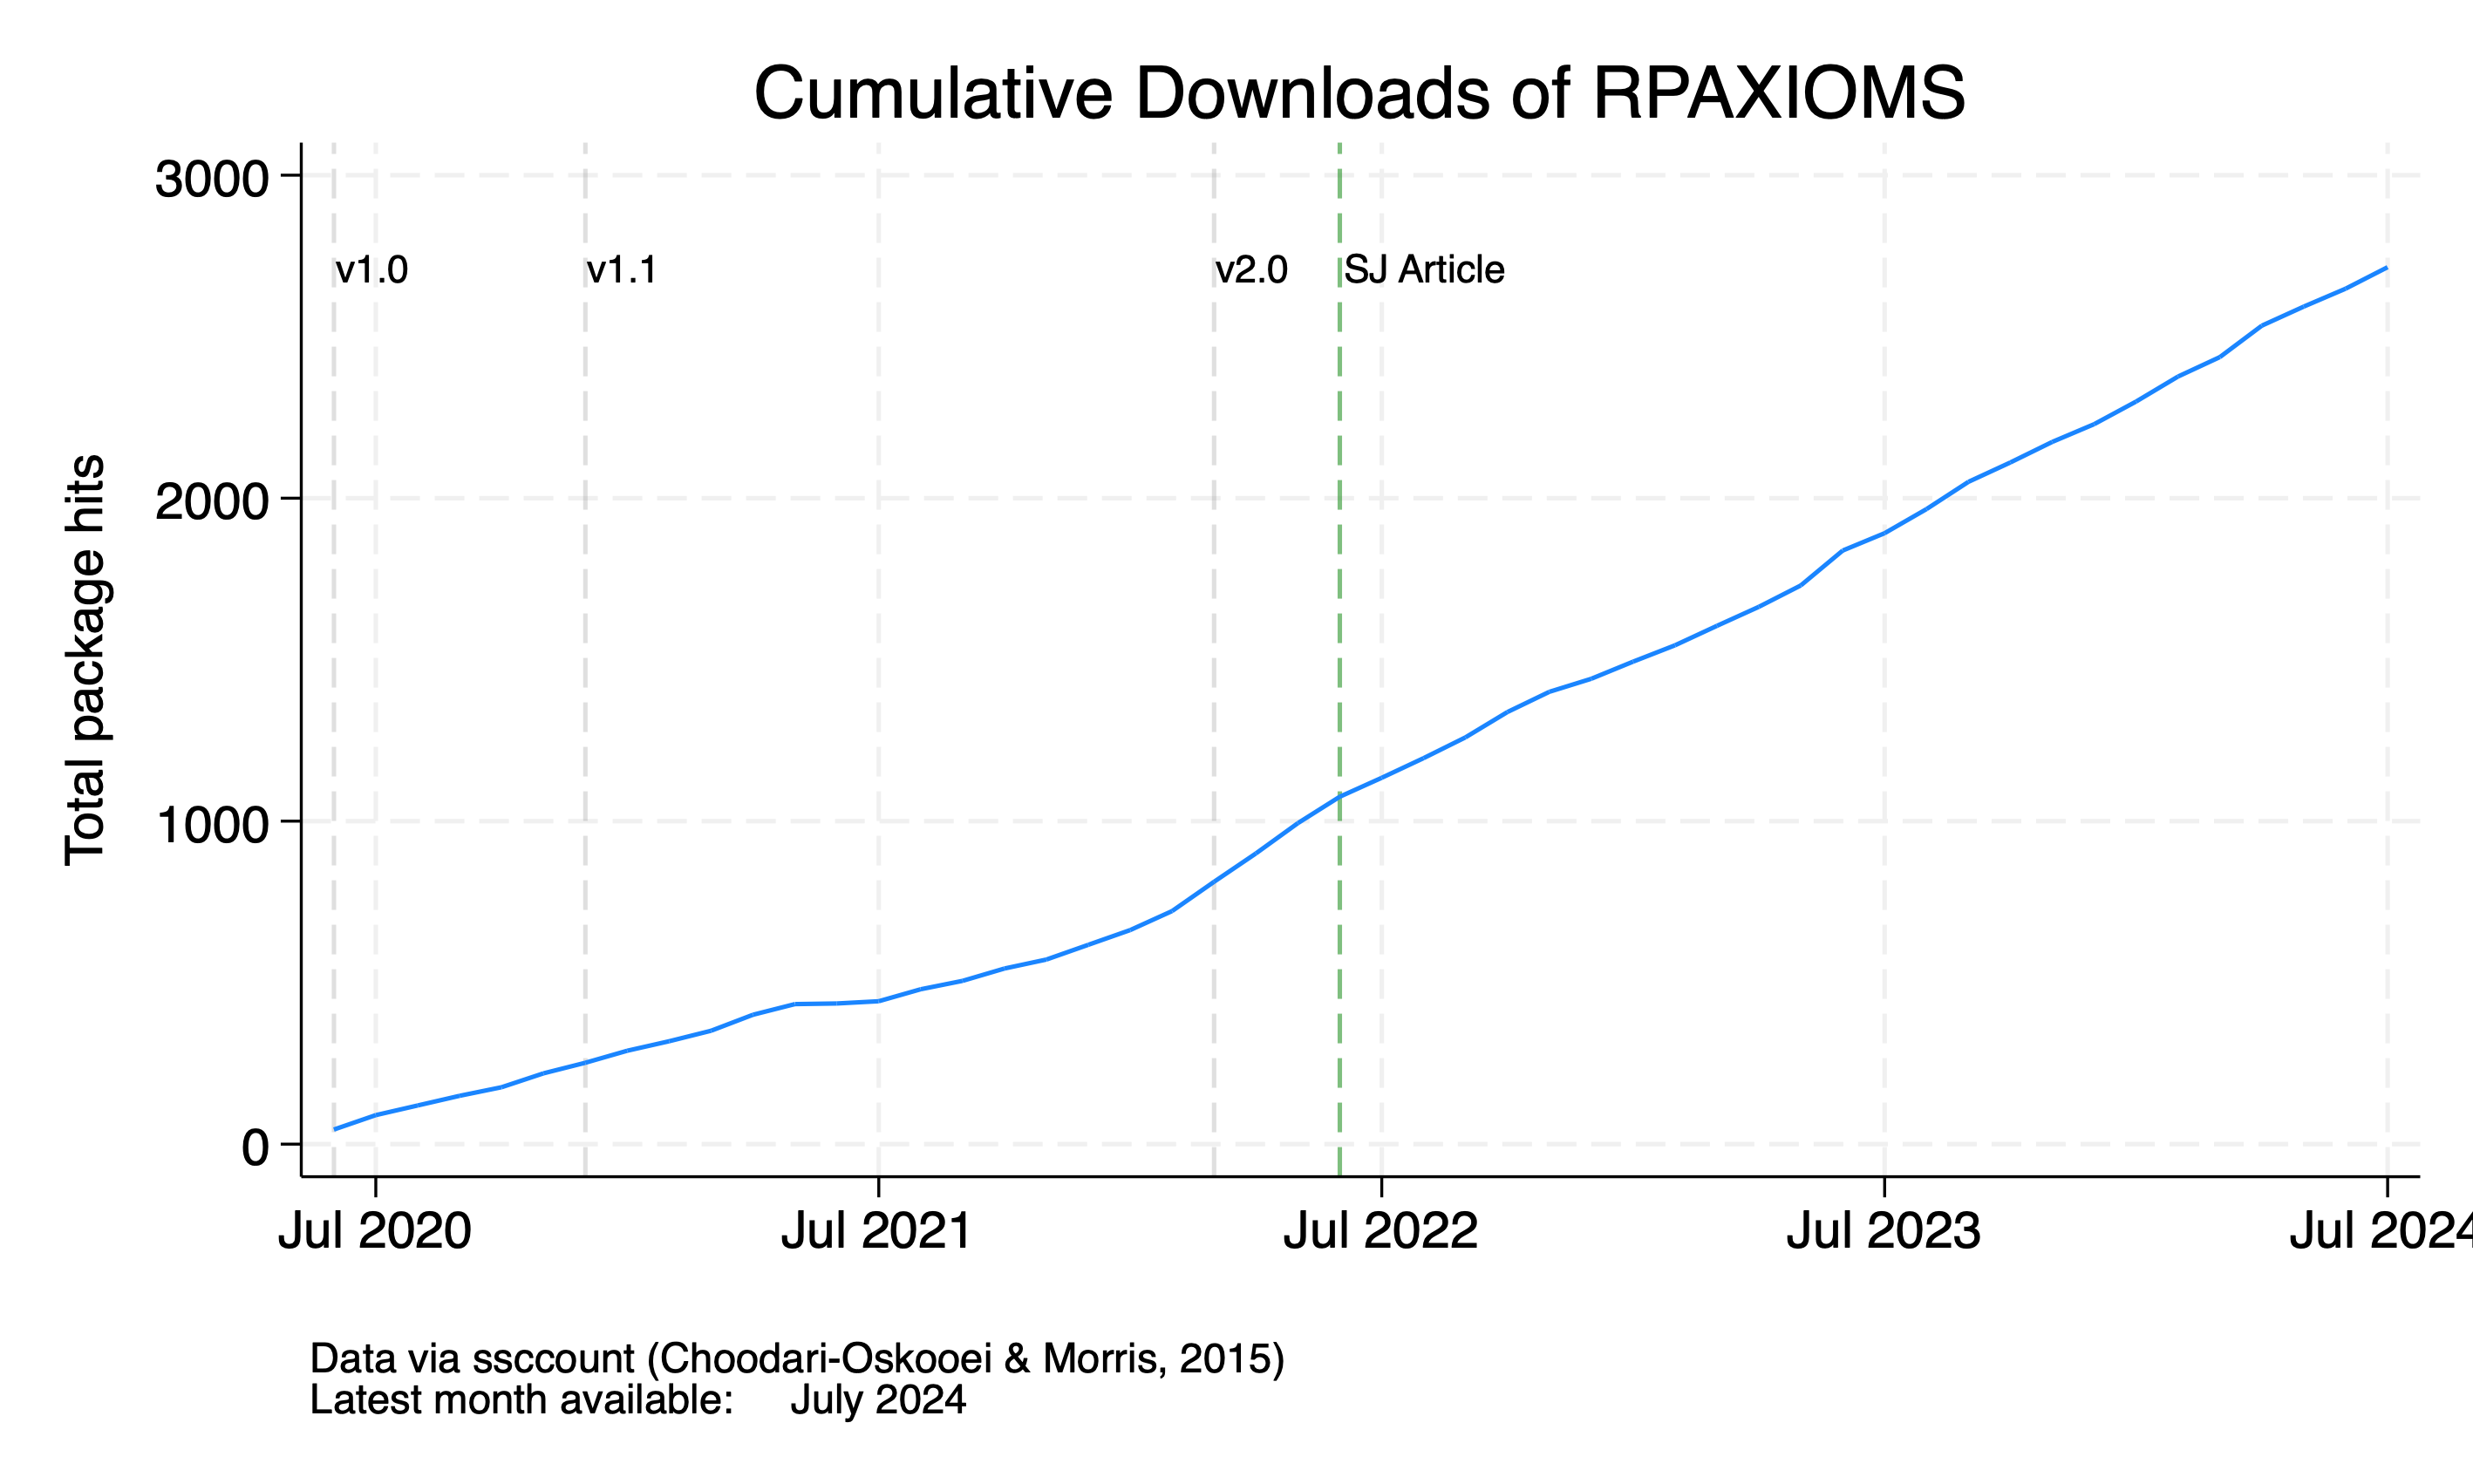 Cumulative Downloads of RPAXIOMS
Total package hits
3000
2000
1000
0
v1.0
v1.1
v2.0
SJ Article
Jul 2020
Jul 2021
Jul 2022
Jul 2023
Jul 2024
Data via ssccount (Choodari-Oskooei & Morris, 2015)
Latest month available: July 2024